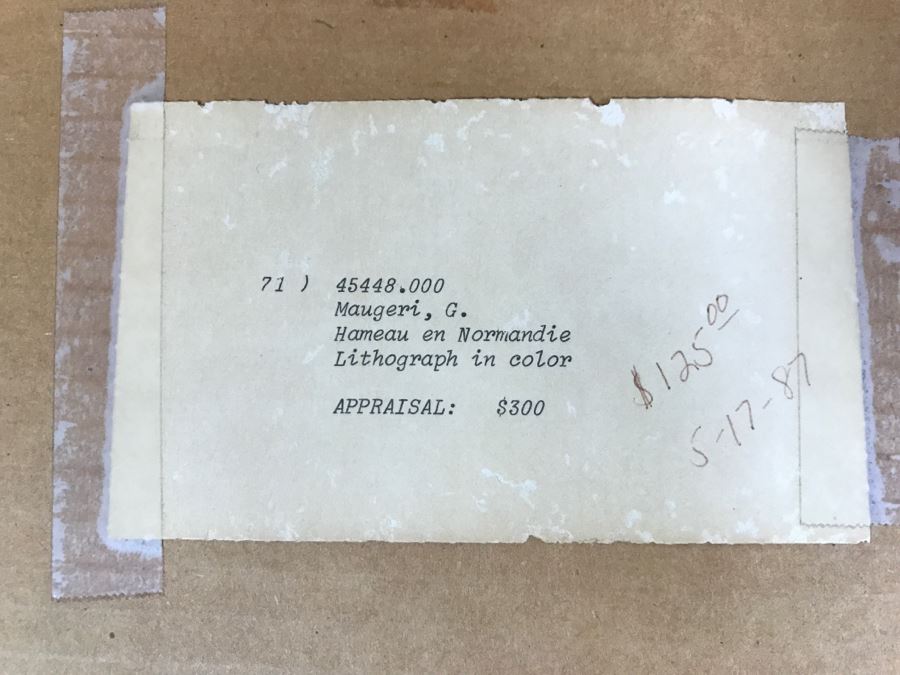 71 ) 45448.000
Maugeri, G.
Hameau en Normandie
Lithograph in color
APPRAISAL: $300
$125.00
5-17-87